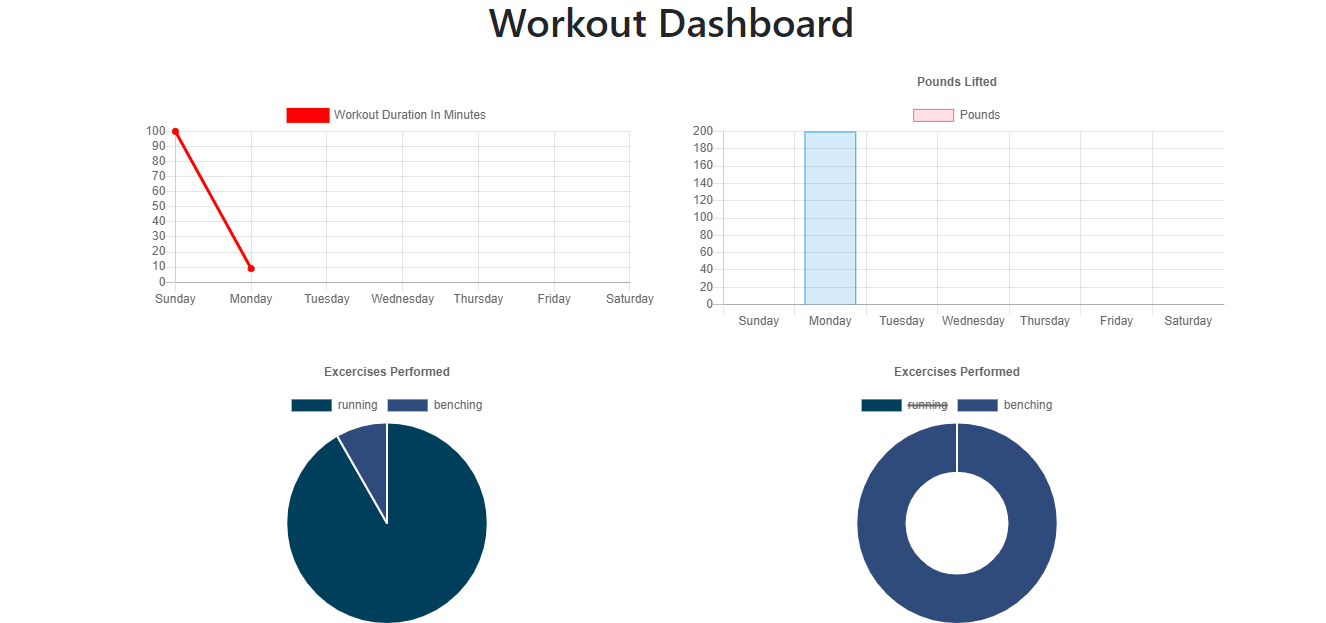 Workout Dashboard
Workout Duration In Minutes
100
90
80
70
60
50
40
30
20
10
0
Sunday Monday Tuesday Wednesday Thursday Friday Saturday
Pounds Lifted
Pounds
200
180
160
140
120
100
80
60
40
20
0
Sunday Monday Tuesday Wednesday Thursday Friday Saturday
Excercises Performed
running benching
Excercises Performed
running benching